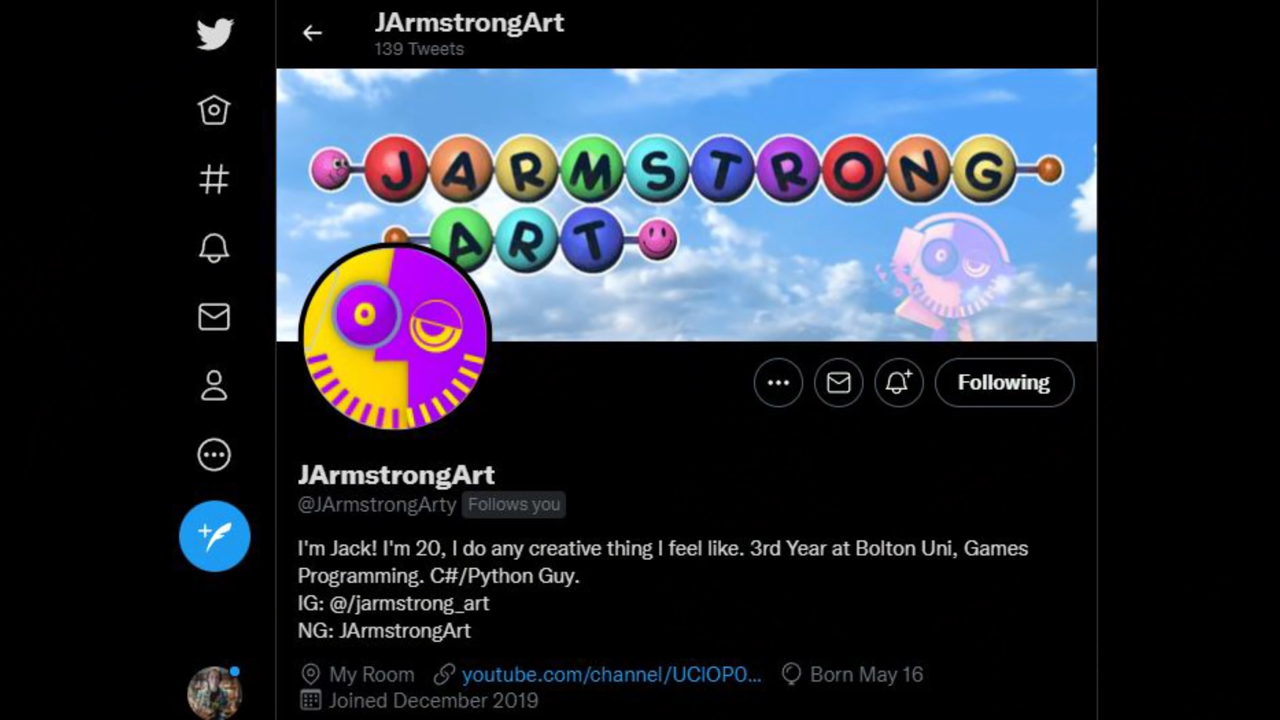 JArmstrongArt
139 Tweets
JARMSTRONG
ART
Following
JArmstrongArt
@JArmstrongArty Follows you
I'm Jack! I'm 20, I do any creative thing I feel like. 3rd Year at Bolton Uni, Games
Programming. C#/Python Guy.
IG: @/jarmstrong_art
NG: JArmstrongArt
My Room youtube.com/channel/UClOP0... Born May 16
Joined December 2019